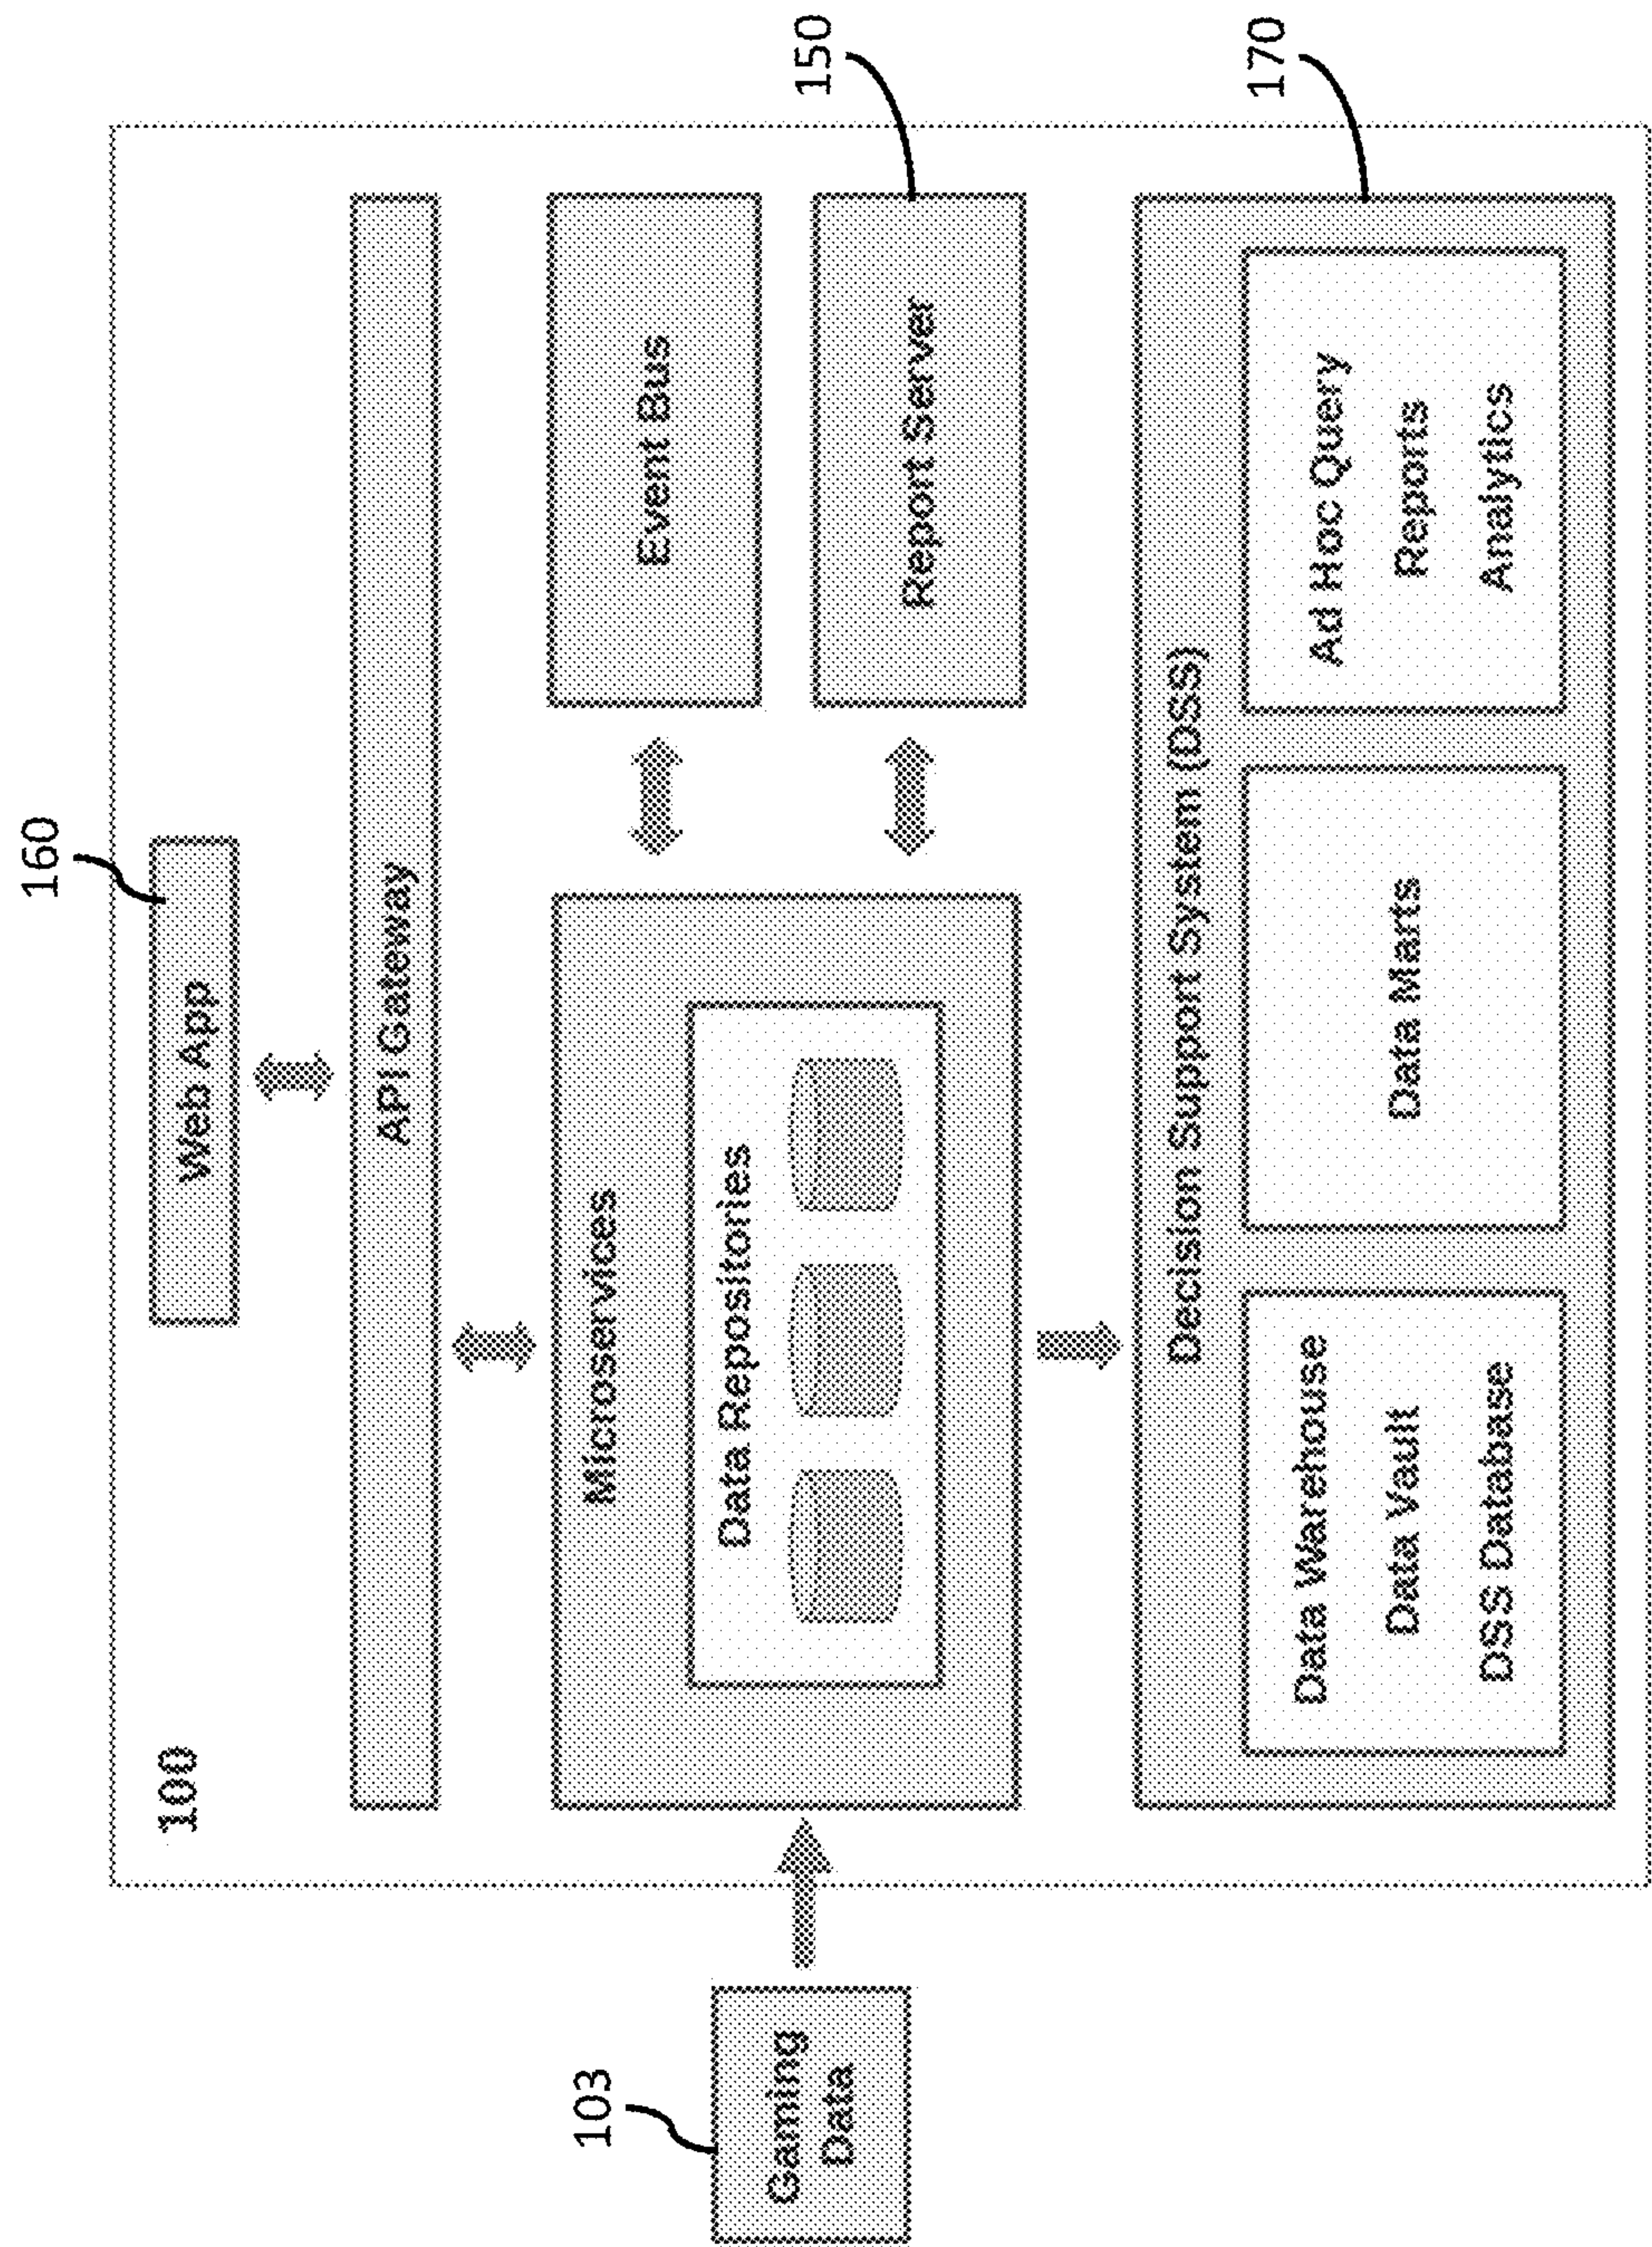 160
100
Web App
API Gateway
Microservices
Data Repositories
Event Bus
150
Report Server
103
Gaming
Data
170
Decision Support System (DSS)
Data Warehouse
Data Vault
DSS Database
Data Marts
Ad Hoc Query
Reports
Analytics